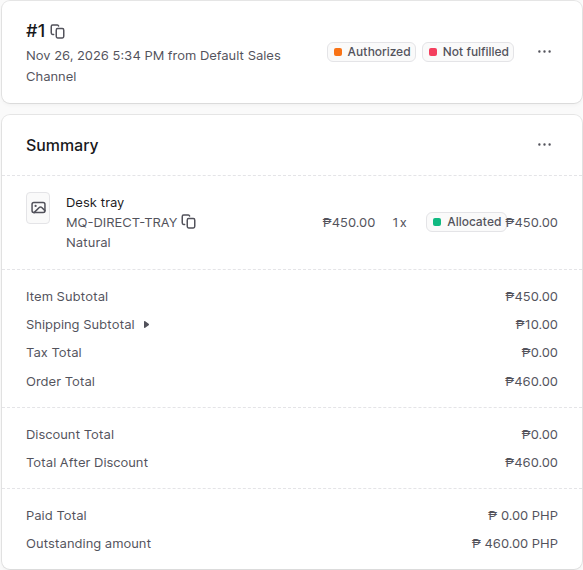 #1
Nov 26, 2026 5:34 PM from Default Sales
Channel
Authorized
Not fulfilled
Summary
Desk tray
MQ-DIRECT-TRAY
Natural
₱450.00 1x Allocated ₱450.00
Item Subtotal ₱450.00
Shipping Subtotal ₱10.00
Tax Total ₱0.00
Order Total ₱460.00
Discount Total ₱0.00
Total After Discount ₱460.00
Paid Total ₱ 0.00 PHP
Outstanding amount ₱ 460.00 PHP